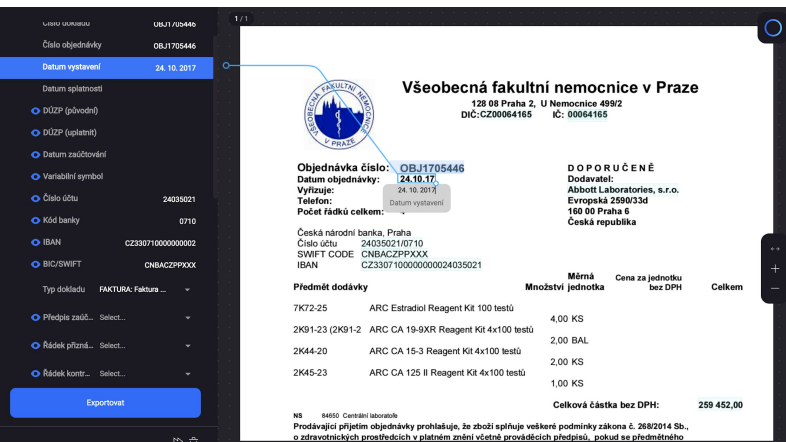 Číslo dokladu OBJ1705446
Číslo objednávky OBJ1705446
Datum vystavení 24. 10. 2017
Datum splatnosti
DÚZP (původní)
DÚZP (uplatnit)
Datum zaúčtování
Variabilní symbol
Číslo účtu 24035021
Kód banky 0710
IBAN CZ330710000000002
BIC/SWIFT CNBACZPPXXX
Typ dokladu FAKTURA: Faktura ...
Předpis zaúč... Select...
Řádek přizná... Select...
Řádek kontr... Select...
Exportovat
1 / 1
FAKULTNÍ NEMOCNICE
VŠEOBECNÁ
V PRAZE
Všeobecná fakultní nemocnice v Praze
128 08 Praha 2, U Nemocnice 499/2
DIČ:CZ00064165 IČ: 00064165
Objednávka číslo: OBJ1705446
Datum objednávky: 24.10.17
Vyřizuje: 24. 10. 2017
Telefon: Datum vystavení
Počet řádků celkem:
DOPORUČENĚ
Dodavatel:
Abbott Laboratories, s.r.o.
Evropská 2590/33d
160 00 Praha 6
Česká republika
Česká národní banka, Praha
Číslo účtu 24035021/0710
SWIFT CODE CNBACZPPXXX
IBAN CZ3307100000000024035021
Předmět dodávky Množství Měrná jednotka Cena za jednotku bez DPH Celkem
7K72-25 ARC Estradiol Reagent Kit 100 testů
4,00 KS
2K91-23 (2K91-2 ARC CA 19-9XR Reagent Kit 4x100 testů
2,00 BAL
2K44-20 ARC CA 15-3 Reagent Kit 4x100 testů
2,00 KS
2K45-23 ARC CA 125 II Reagent Kit 4x100 testů
1,00 KS
Celková částka bez DPH: 259 452,00
NS 84650 Centrální laboratoře
Prodávající přijetím objednávky prohlašuje, že zboží splňuje veškeré podmínky zákona č. 268/2014 Sb.,
o zdravotnických prostředcích v platném znění včetně prováděcích předpisů, pokud se předmětného